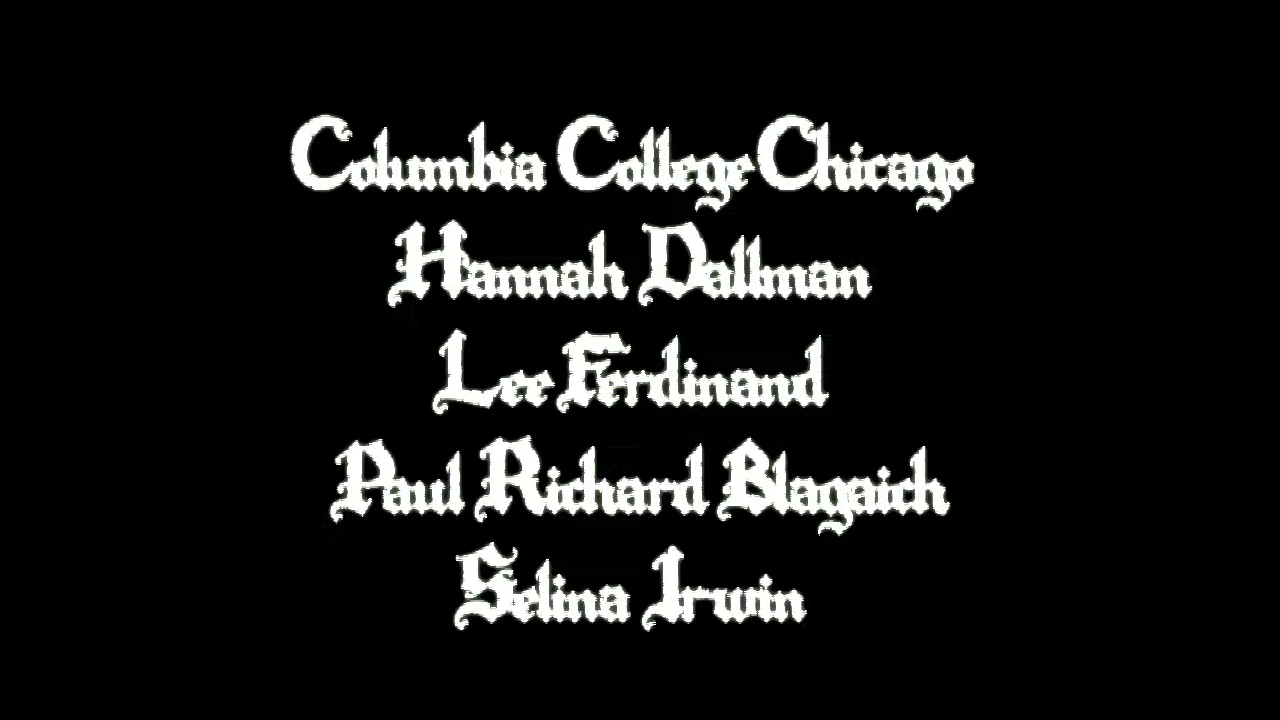 Columbia College Chicago
Hannah Dallman
Lee Ferdinand
Paul Richard Blagaich
Selina Irwin